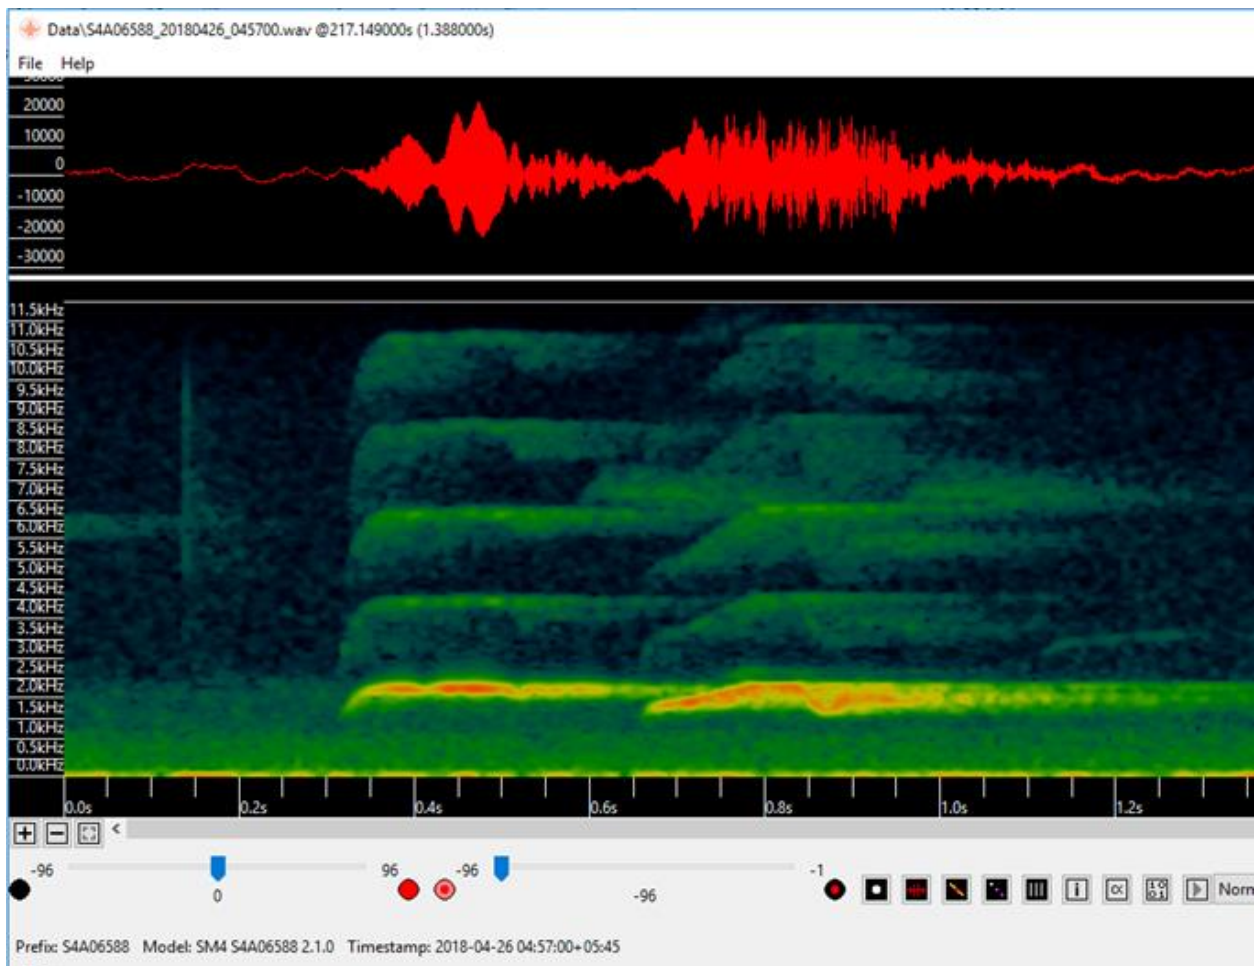 Data\S4A06588_20180426_045700.wav @217.149000s (1.388000s)
File Help
30000
20000
10000
0
-10000
-20000
-30000
11.5kHz
11.0kHz
10.5kHz
10.0kHz
9.5kHz
9.0kHz
8.5kHz
8.0kHz
7.5kHz
7.0kHz
6.5kHz
6.0kHz
5.5kHz
5.0kHz
4.5kHz
4.0kHz
3.5kHz
3.0kHz
2.5kHz
2.0kHz
1.5kHz
1.0kHz
0.5kHz
0.0kHz
0.0s 0.2s 0.4s 0.6s 0.8s 1.0s 1.2s
-96 96 -96 -1
0 -96
Norm
Prefix: S4A06588 Model: SM4 S4A06588 2.1.0 Timestamp: 2018-04-26 04:57:00+05:45